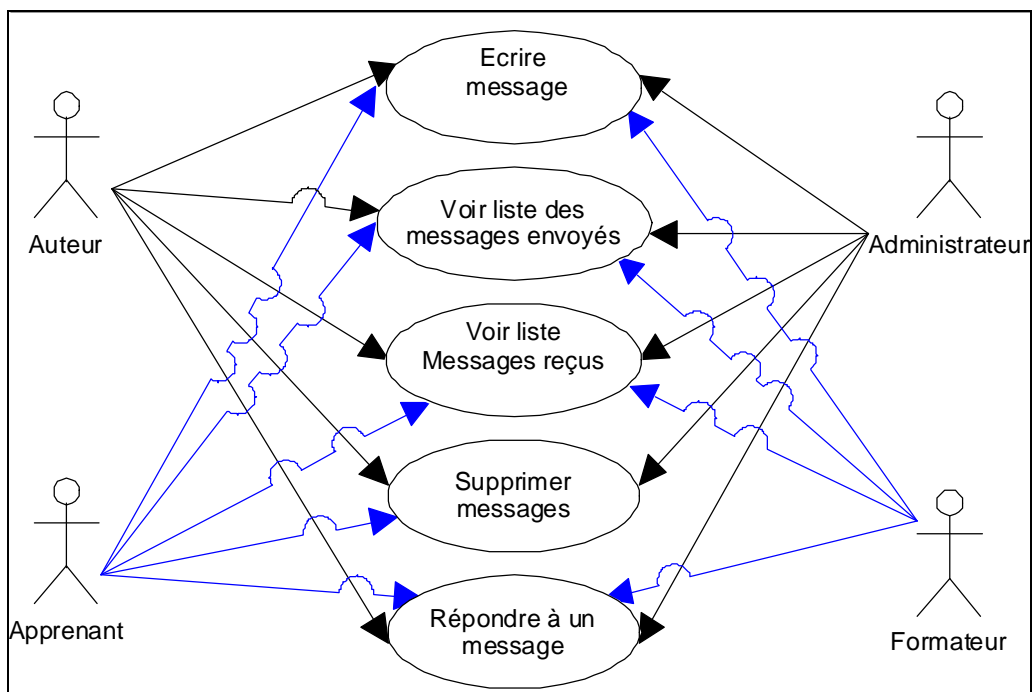 Ecrire
message
Auteur
Voir liste des
messages envoyés
Administrateur
Voir liste
Messages reçus
Supprimer
messages
Apprenant
Répondre à un
message
Formateur